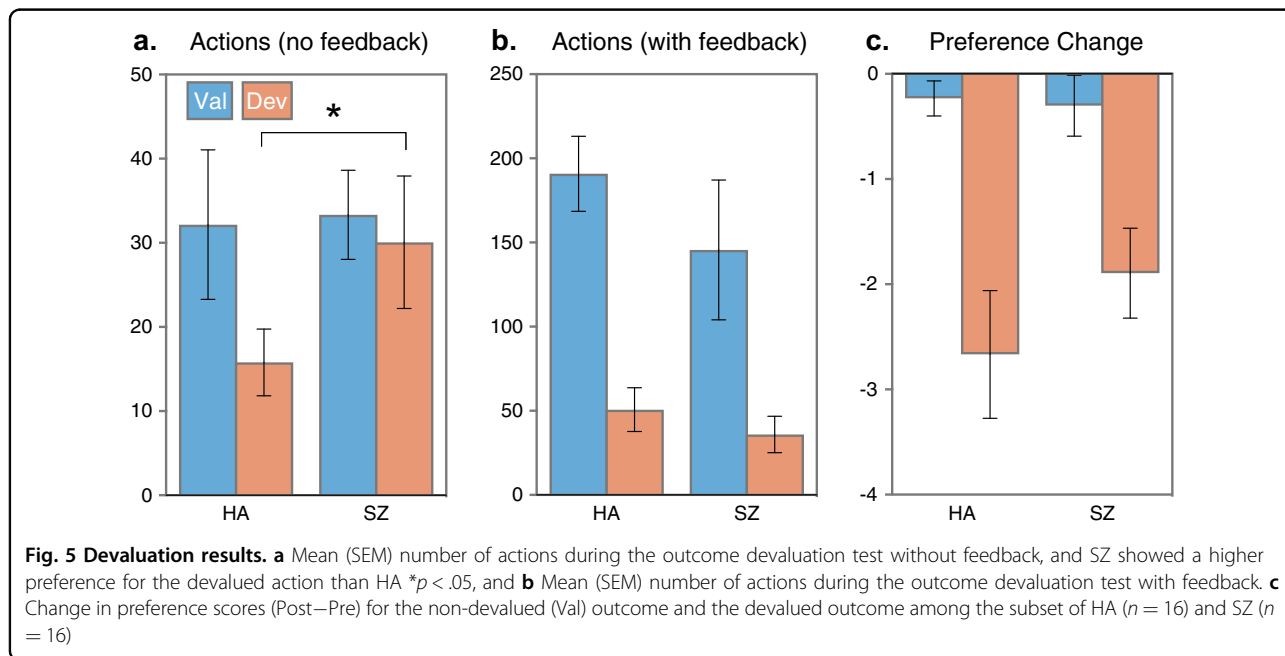 a. Actions (no feedback)
b. Actions (with feedback)
c. Preference Change
50
40
30
20
10
0
Val Dev
*
HA SZ
250
200
150
100
50
0
HA SZ
0
-1
-2
-3
-4
HA SZ
Fig. 5 Devaluation results. a Mean (SEM) number of actions during the outcome devaluation test without feedback, and SZ showed a higher
preference for the devalued action than HA *p < .05, and b Mean (SEM) number of actions during the outcome devaluation test with feedback. c
Change in preference scores (Post−Pre) for the non-devalued (Val) outcome and the devalued outcome among the subset of HA (n = 16) and SZ (n
= 16)